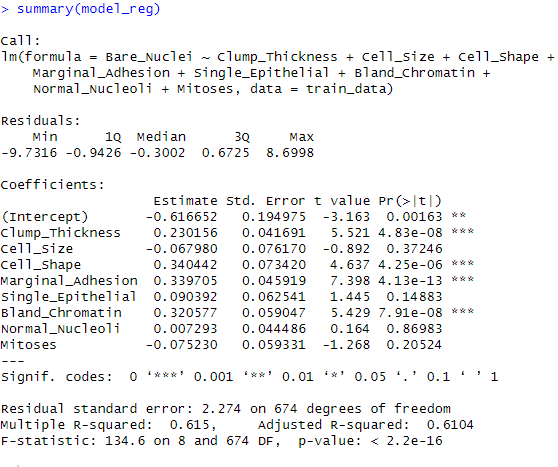 > summary(model_reg)
Call:
lm(formula = Bare_Nuclei ~ Clump_Thickness + Cell_Size + Cell_Shape +
    Marginal_Adhesion + Single_Epithelial + Bland_Chromatin +
    Normal_Nucleoli + Mitoses, data = train_data)
Residuals:
    Min      1Q  Median      3Q     Max
-9.7316 -0.9426 -0.3002  0.6725  8.6998
Coefficients:
                   Estimate Std. Error t value Pr(>|t|)
(Intercept)       -0.616652   0.194975  -3.163  0.00163 **
Clump_Thickness    0.230156   0.041691   5.521 4.83e-08 ***
Cell_Size         -0.067980   0.076170  -0.892  0.37246
Cell_Shape         0.340442   0.073420   4.637 4.25e-06 ***
Marginal_Adhesion  0.339705   0.045919   7.398 4.13e-13 ***
Single_Epithelial  0.090392   0.062541   1.445  0.14883
Bland_Chromatin    0.320577   0.059047   5.429 7.91e-08 ***
Normal_Nucleoli    0.007293   0.044486   0.164  0.86983
Mitoses           -0.075230   0.059331  -1.268  0.20524
---
Signif. codes:  0 ‘***’ 0.001 ‘**’ 0.01 ‘*’ 0.05 ‘.’ 0.1 ‘ ’ 1
Residual standard error: 2.274 on 674 degrees of freedom
Multiple R-squared:  0.615,	Adjusted R-squared:  0.6104
F-statistic: 134.6 on 8 and 674 DF,  p-value: < 2.2e-16